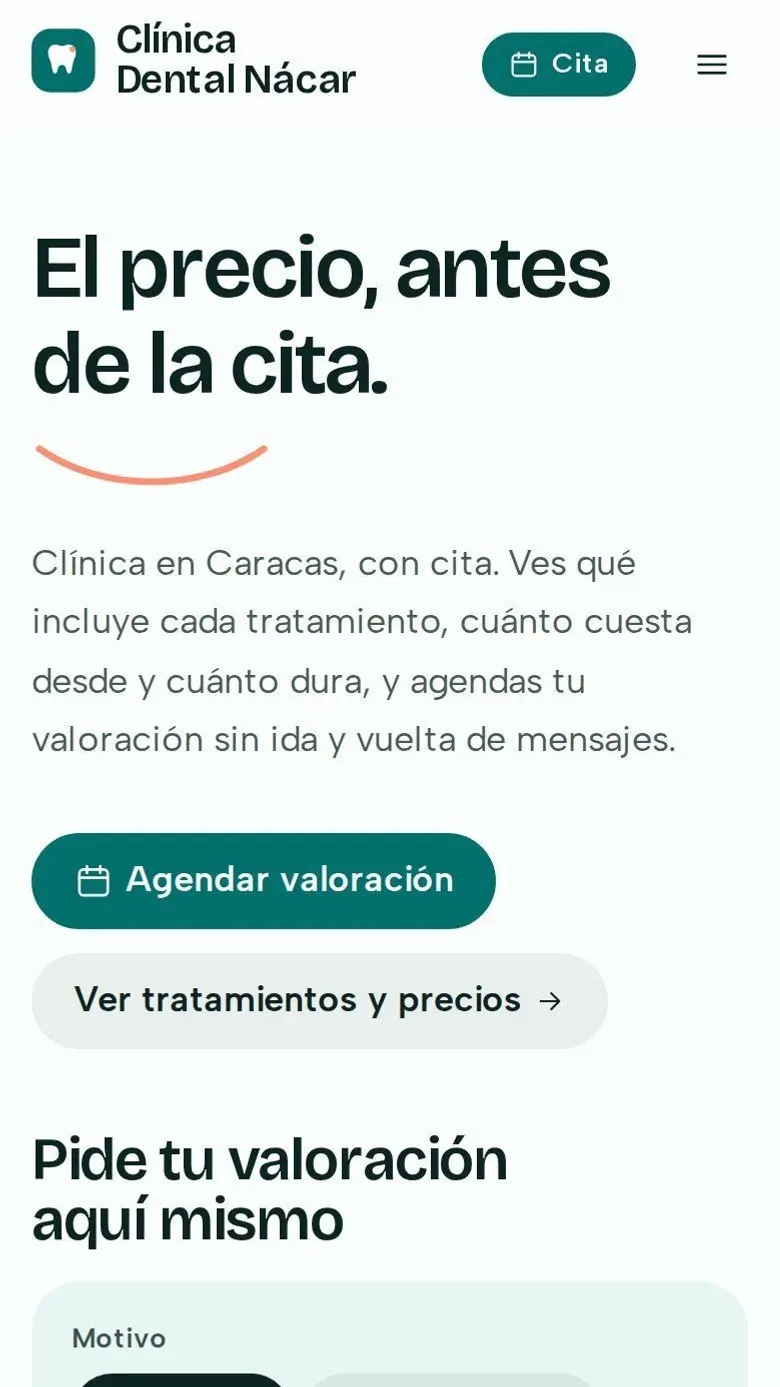 Clínica
Dental Nácar
Cita
El precio, antes
de la cita.
Clínica en Caracas, con cita. Ves qué
incluye cada tratamiento, cuánto cuesta
desde y cuánto dura, y agendas tu
valoración sin ida y vuelta de mensajes.
Agendar valoración
Ver tratamientos y precios →
Pide tu valoración
aquí mismo
Motivo